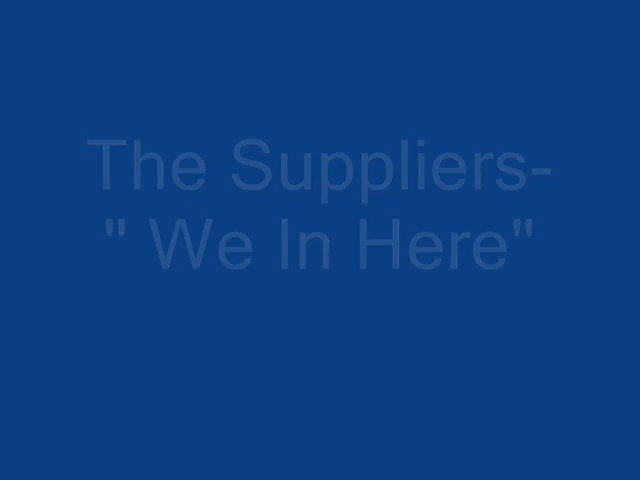 The Suppliers-
" We In Here"